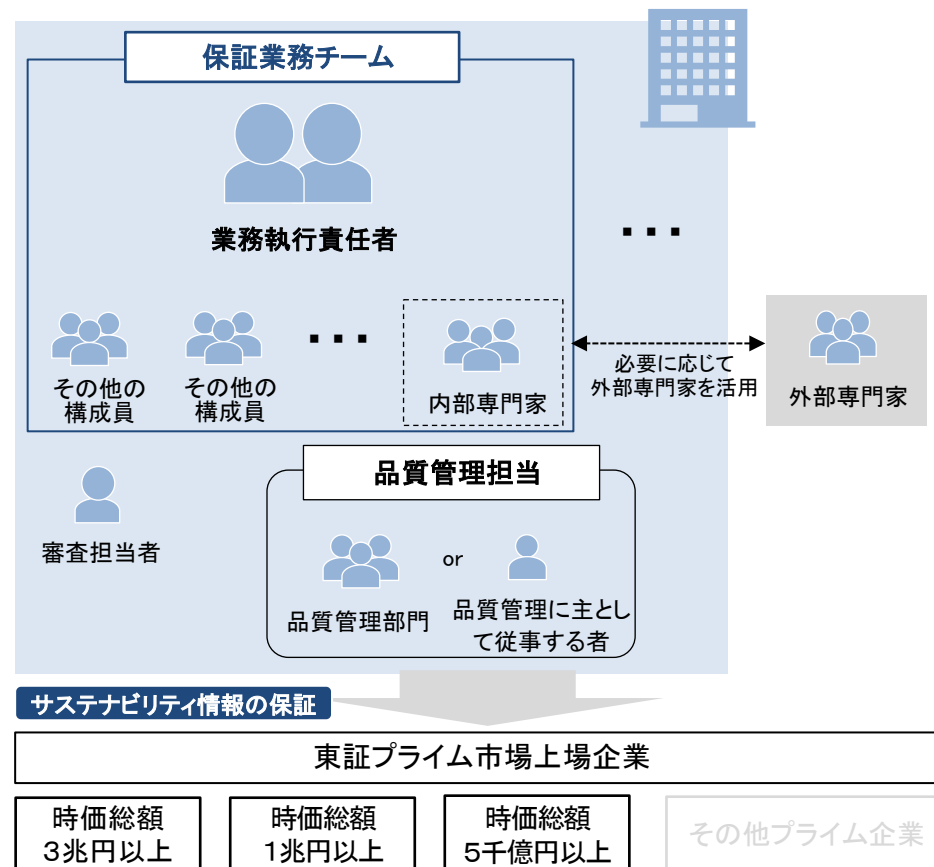 保証業務チーム
業務執行責任者
･･･
その他の
構成員
その他の
構成員
･･･
内部専門家
必要に応じて
外部専門家を活用
外部専門家
審査担当者
品質管理担当
品質管理部門
or
品質管理に主とし
て従事する者
サステナビリティ情報の保証
東証プライム市場上場企業
時価総額
3兆円以上
時価総額
1兆円以上
時価総額
5千億円以上
その他プライム企業